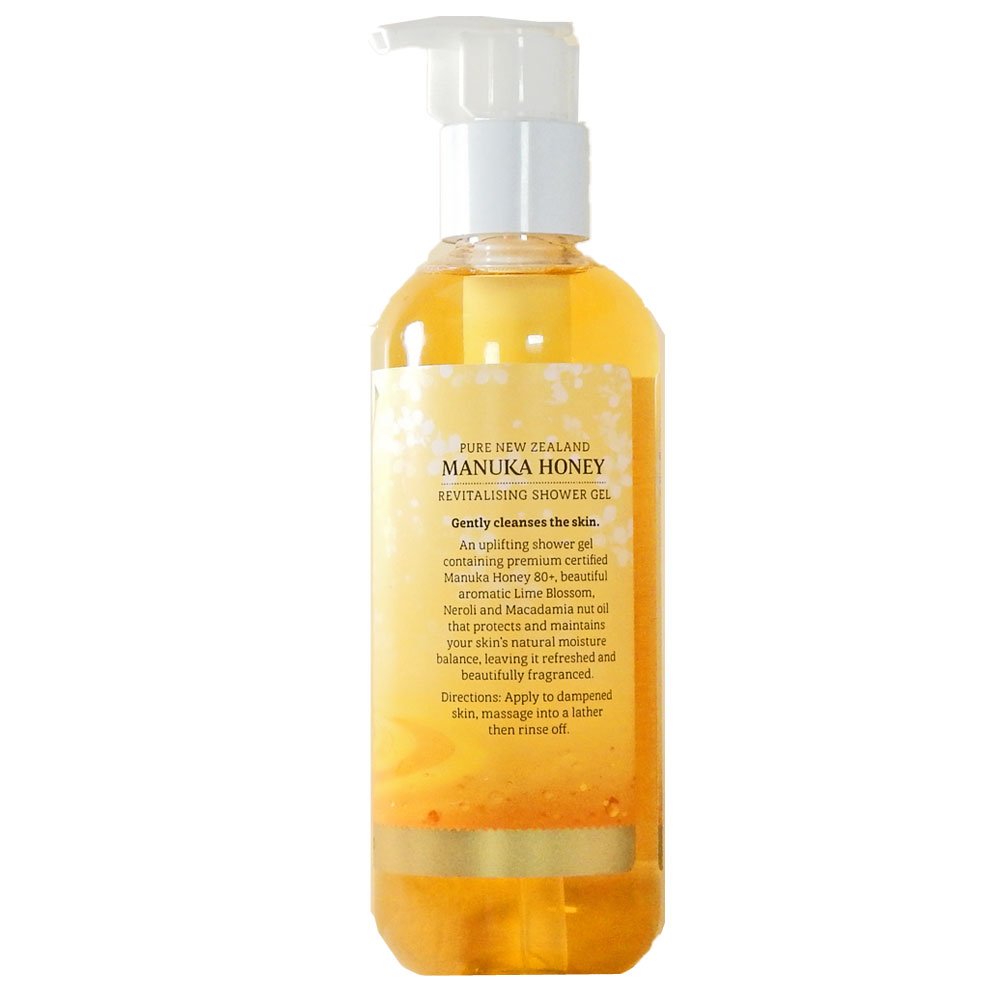 PURE NEW ZEALAND
MANUKA HONEY
REVITALISING SHOWER GEL
Gently cleanses the skin.
An uplifting shower gel
containing premium certified
Manuka Honey 80+, beautiful
aromatic Lime Blossom,
Neroli and Macadamia nut oil
that protects and maintains
your skin's natural moisture
balance, leaving it refreshed and
beautifully fragranced.
Directions: Apply to dampened
skin, massage into a lather
then rinse off.